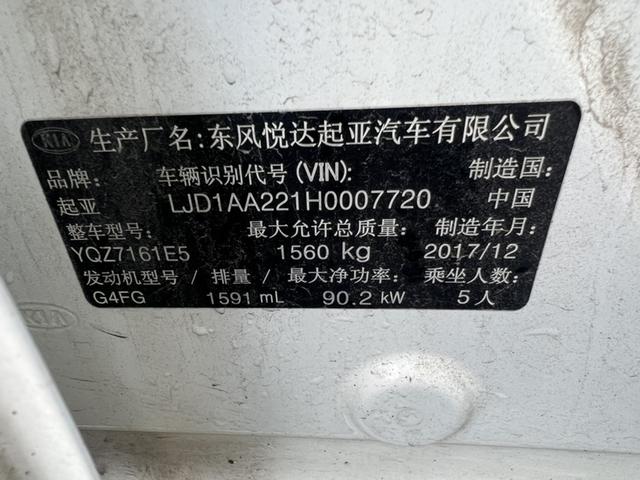 KIA 生产厂名:东风悦达起亚汽车有限公司
品牌: 车辆识别代号(VIN): 制造国:
起亚 LJD1AA221H0007720 中国
整车型号: 最大允许总质量: 制造年月:
YQZ7161E5 1560 kg 2017/12
发动机型号/排量/最大净功率: 乘坐人数:
G4FG 1591 mL 90.2 kW 5人
KIA